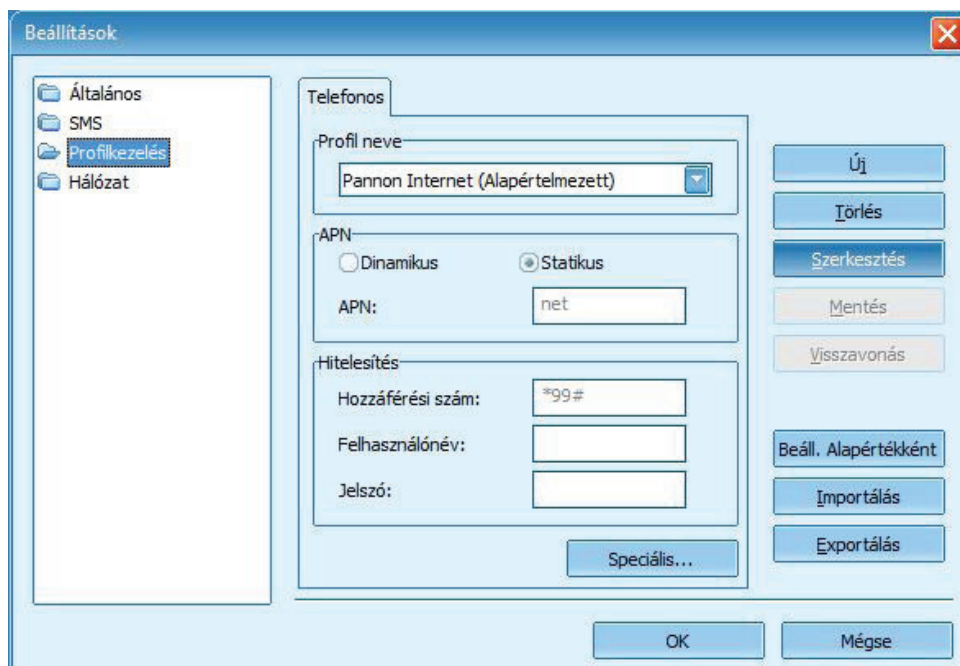 Beállítások
Általános
SMS
Profilkezelés
Hálózat
Telefonos
Profil neve
Pannon Internet (Alapértelmezett)
APN
Dinamikus
Statikus
APN:
net
Hitelesítés
Hozzáférési szám:
*99#
Felhasználónév:
Jelszó:
Speciális...
Új
Törlés
Szerkesztés
Mentés
Visszavonás
Beáll. Alapértékként
Importálás
Exportálás
OK
Mégse